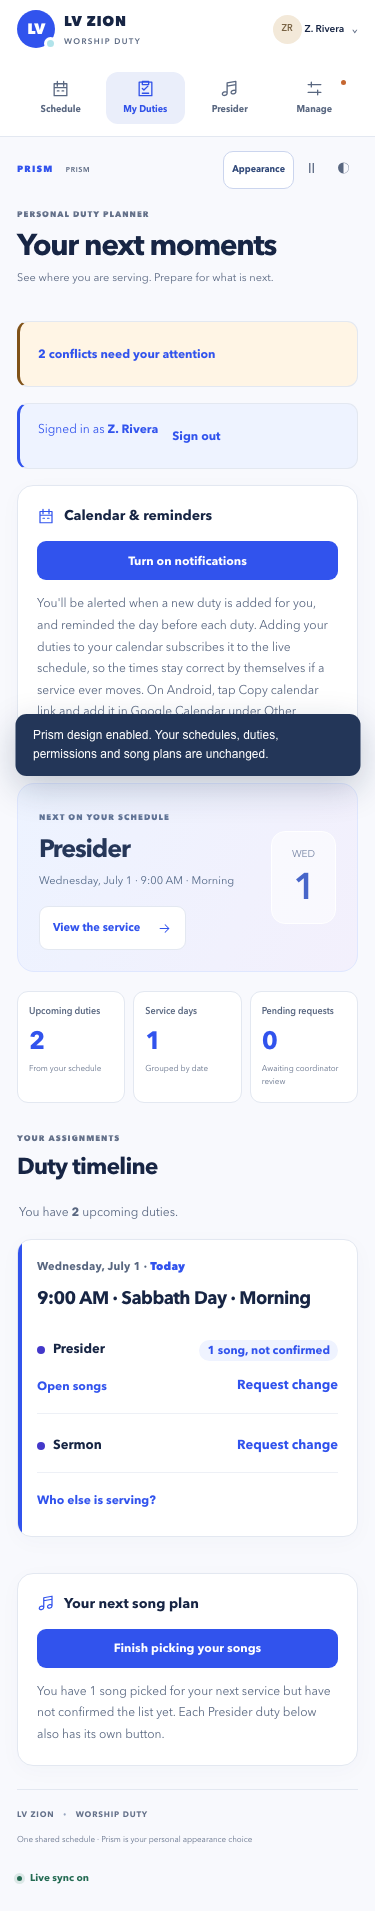 LV
LV ZION
WORSHIP DUTY
ZR
Z. Rivera
Schedule
My Duties
Presider
Manage
PRISM
PRISM
Appearance
PERSONAL DUTY PLANNER
Your next moments
See where you are serving. Prepare for what is next.
2 conflicts need your attention
Signed in as Z. Rivera
Sign out
Calendar & reminders
Turn on notifications
You'll be alerted when a new duty is added for you,
and reminded the day before each duty. Adding your
duties to your calendar subscribes it to the live
schedule, so the times stay correct by themselves if a
service ever moves. On Android, tap Copy calendar
link and add it in Google Calendar under Other
Prism design enabled. Your schedules, duties,
permissions and song plans are unchanged.
NEXT ON YOUR SCHEDULE
Presider
Wednesday, July 1 · 9:00 AM · Morning
View the service →
WED
1
Upcoming duties
2
From your schedule
Service days
1
Grouped by date
Pending requests
0
Awaiting coordinator
review
YOUR ASSIGNMENTS
Duty timeline
You have 2 upcoming duties.
Wednesday, July 1 · Today
9:00 AM · Sabbath Day · Morning
Presider
1 song, not confirmed
Open songs
Request change
Sermon
Request change
Who else is serving?
Your next song plan
Finish picking your songs
You have 1 song picked for your next service but have
not confirmed the list yet. Each Presider duty below
also has its own button.
LV ZION • WORSHIP DUTY
One shared schedule · Prism is your personal appearance choice
Live sync on